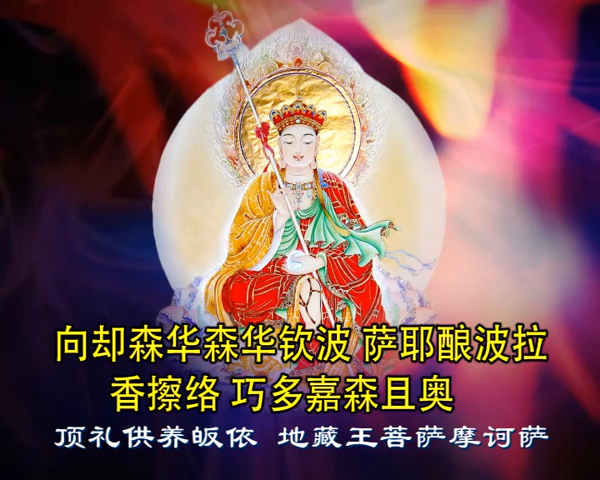 向却森华森华钦波 萨耶酿波拉
香擦络 巧多嘉森且奥
顶礼供养皈依 地藏王菩萨摩诃萨